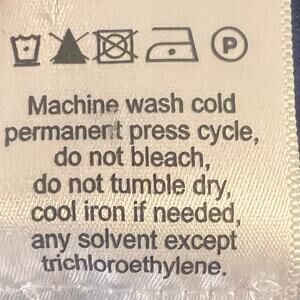 P
Machine wash cold
permanent press cycle,
do not bleach,
do not tumble dry,
cool iron if needed,
any solvent except
trichloroethylene.